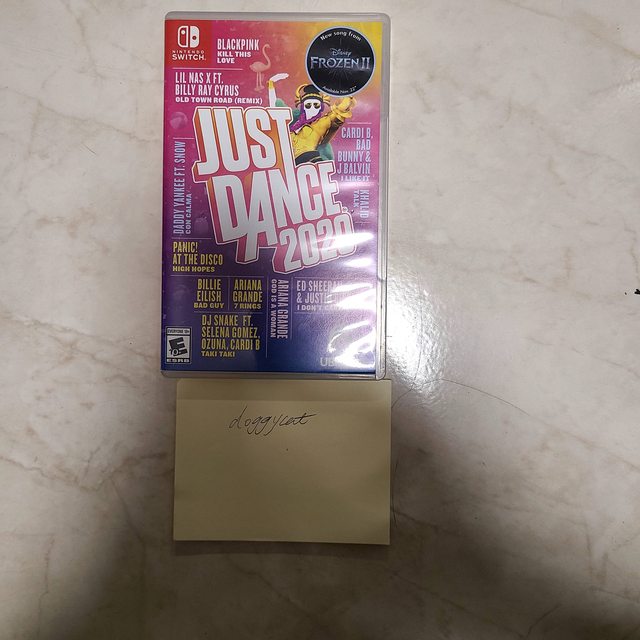 NINTENDO
SWITCH
BLACKPINK
KILL THIS
LOVE
New song from
Disney
FROZEN II
Available Nov. 22
LIL NAS X FT.
BILLY RAY CYRUS
OLD TOWN ROAD (REMIX)
JUST
DANCE
2020
CARDI B,
BAD
BUNNY &
J BALVIN
I LIKE IT
KHALID
TALK
DADDY YANKEE FT. SNOW
CON CALMA
PANIC!
AT THE DISCO
HIGH HOPES
BILLIE
EILISH
BAD GUY
ARIANA
GRANDE
7 RINGS
ARIANA GRANDE
GOD IS A WOMAN
ED SHEERAN
& JUSTIN
I DON'T
DJ SNAKE FT.
SELENA GOMEZ,
OZUNA, CARDI B
TAKI TAKI
EVERYONE 10+
E
ESRB
doggycat